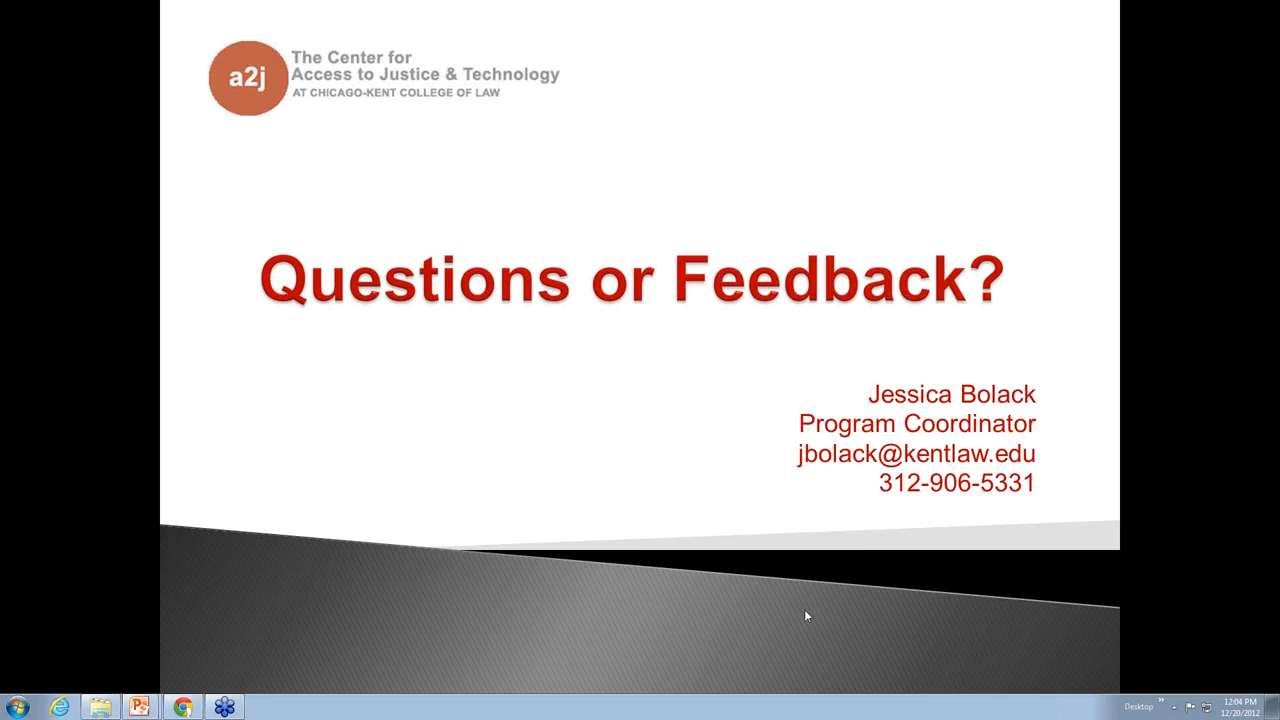 a2j
The Center for
Access to Justice & Technology
AT CHICAGO-KENT COLLEGE OF LAW
Questions or Feedback?
Jessica Bolack
Program Coordinator
jbolack@kentlaw.edu
312-906-5331
Desktop
12:04 PM
12/20/2012